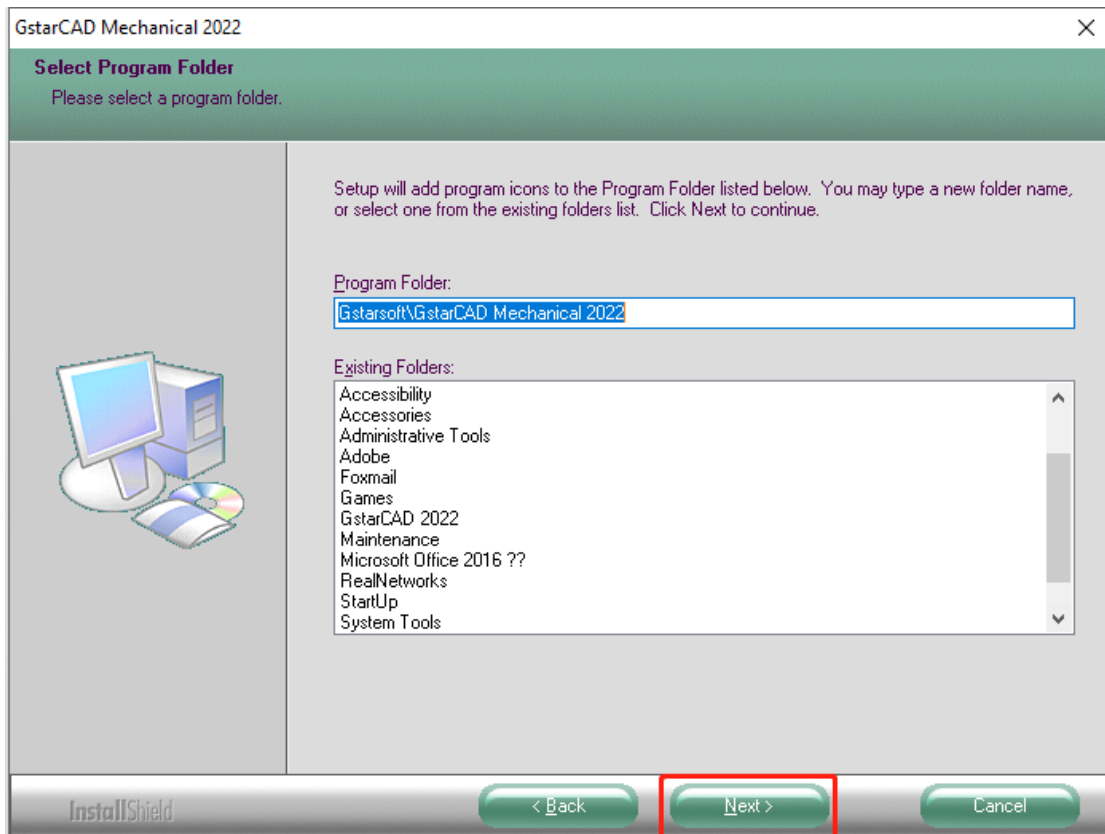 GstarCAD Mechanical 2022
Select Program Folder
Please select a program folder.
Setup will add program icons to the Program Folder listed below. You may type a new folder name,
or select one from the existing folders list. Click Next to continue.
Program Folder:
Gstarsoft\GstarCAD Mechanical 2022
Existing Folders:
Accessibility
Accessories
Administrative Tools
Adobe
Foxmail
Games
GstarCAD 2022
Maintenance
Microsoft Office 2016 ??
RealNetworks
StartUp
System Tools
InstallShield
< Back
Next >
Cancel